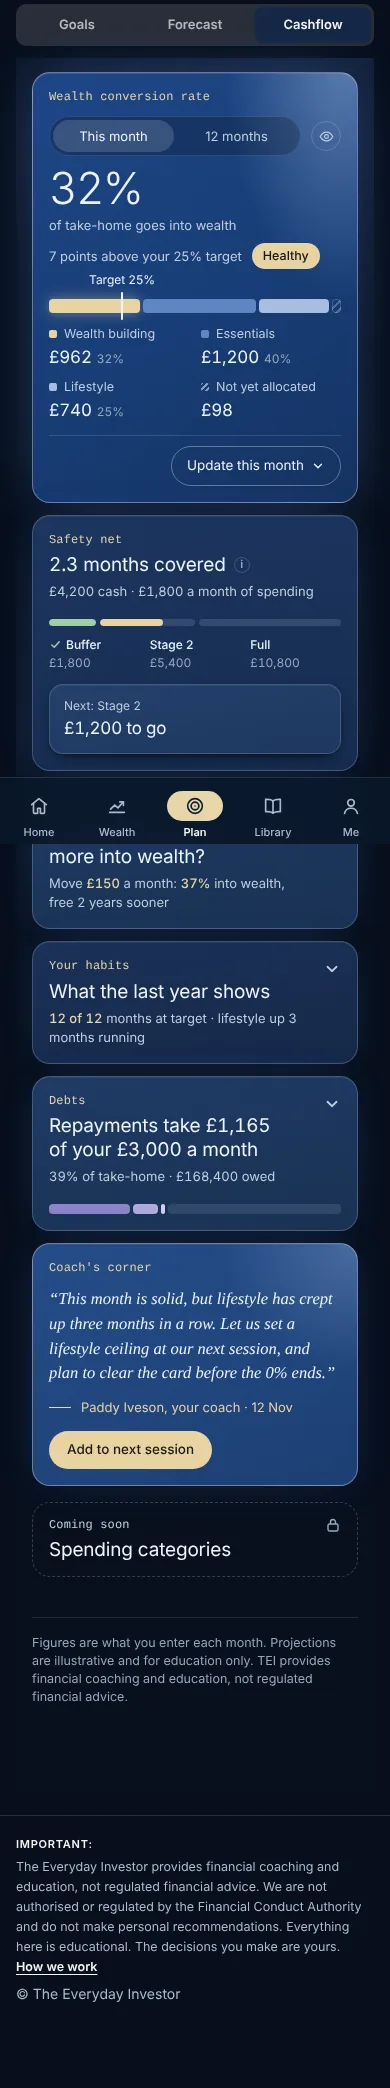 Goals Forecast Cashflow
Wealth conversion rate
This month 12 months
32%
of take-home goes into wealth
7 points above your 25% target Healthy
Target 25%
Wealth building Essentials
£962 32% £1,200 40%
Lifestyle Not yet allocated
£740 25% £98
Update this month
Safety net
2.3 months covered i
£4,200 cash · £1,800 a month of spending
Buffer Stage 2 Full
£1,800 £5,400 £10,800
Next: Stage 2
£1,200 to go
Home Wealth Plan Library Me
more into wealth?
Move £150 a month: 37% into wealth,
free 2 years sooner
Your habits
What the last year shows
12 of 12 months at target · lifestyle up 3
months running
Debts
Repayments take £1,165
of your £3,000 a month
39% of take-home · £168,400 owed
Coach's corner
“This month is solid, but lifestyle has crept
up three months in a row. Let us set a
lifestyle ceiling at our next session, and
plan to clear the card before the 0% ends.”
Paddy Iveson, your coach · 12 Nov
Add to next session
Coming soon
Spending categories
Figures are what you enter each month. Projections
are illustrative and for education only. TEI provides
financial coaching and education, not regulated
financial advice.
IMPORTANT:
The Everyday Investor provides financial coaching and
education, not regulated financial advice. We are not
authorised or regulated by the Financial Conduct Authority
and do not make personal recommendations. Everything
here is educational. The decisions you make are yours.
How we work
© The Everyday Investor